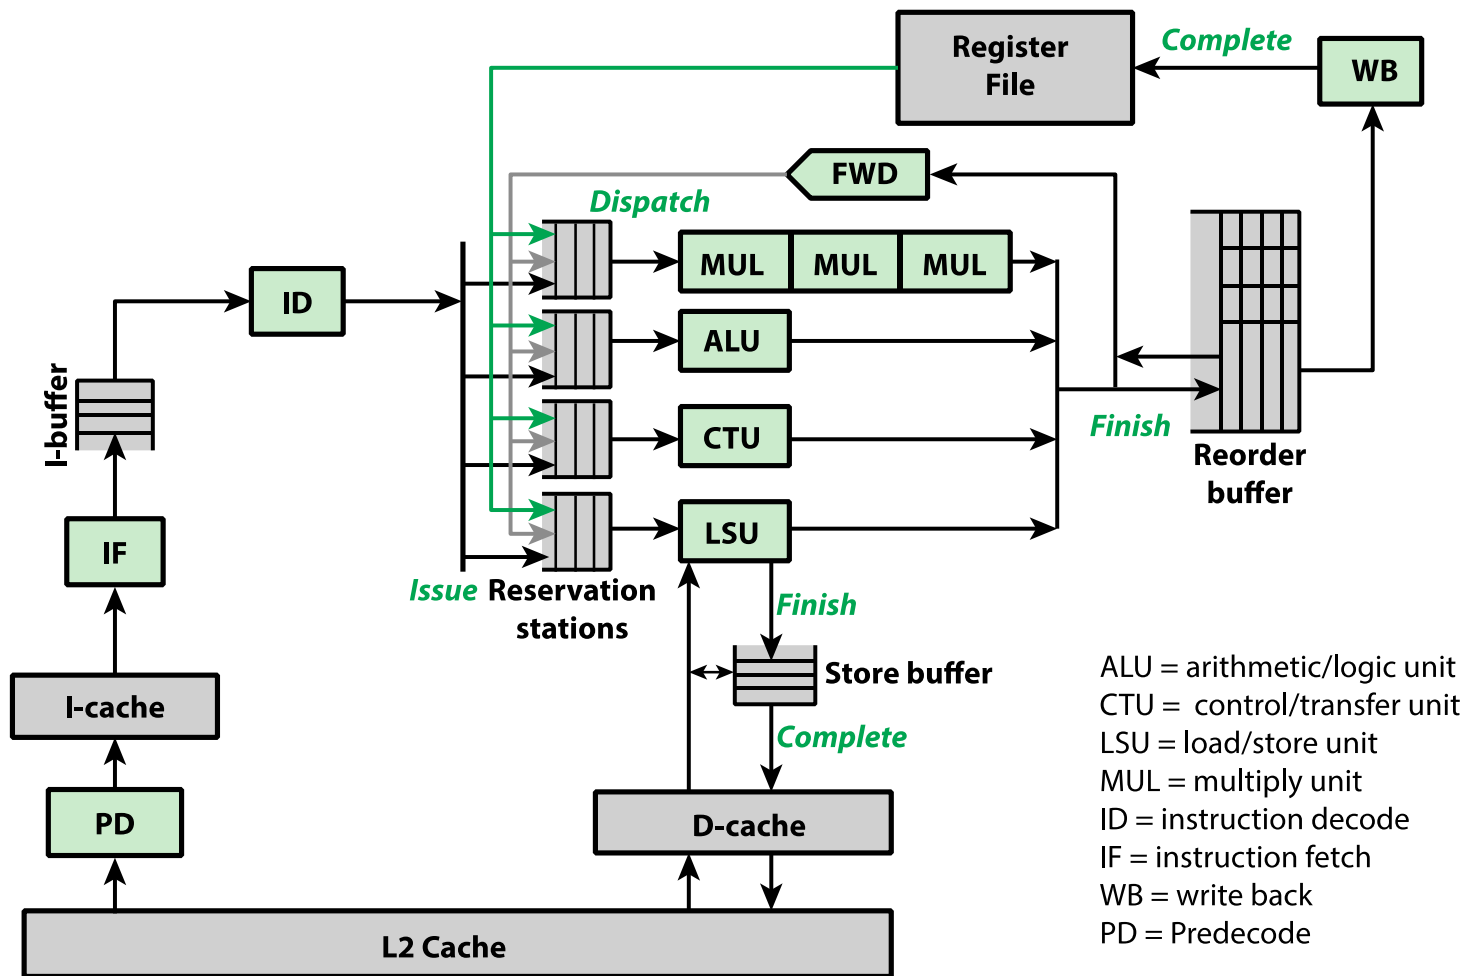 Register
File
Complete
WB
FWD
Dispatch
MUL
MUL
MUL
ID
ALU
I-buffer
CTU
Finish
Reorder
buffer
IF
LSU
Issue
Reservation
stations
Finish
Store buffer
I-cache
Complete
PD
D-cache
L2 Cache
ALU = arithmetic/logic unit
CTU = control/transfer unit
LSU = load/store unit
MUL = multiply unit
ID = instruction decode
IF = instruction fetch
WB = write back
PD = Predecode